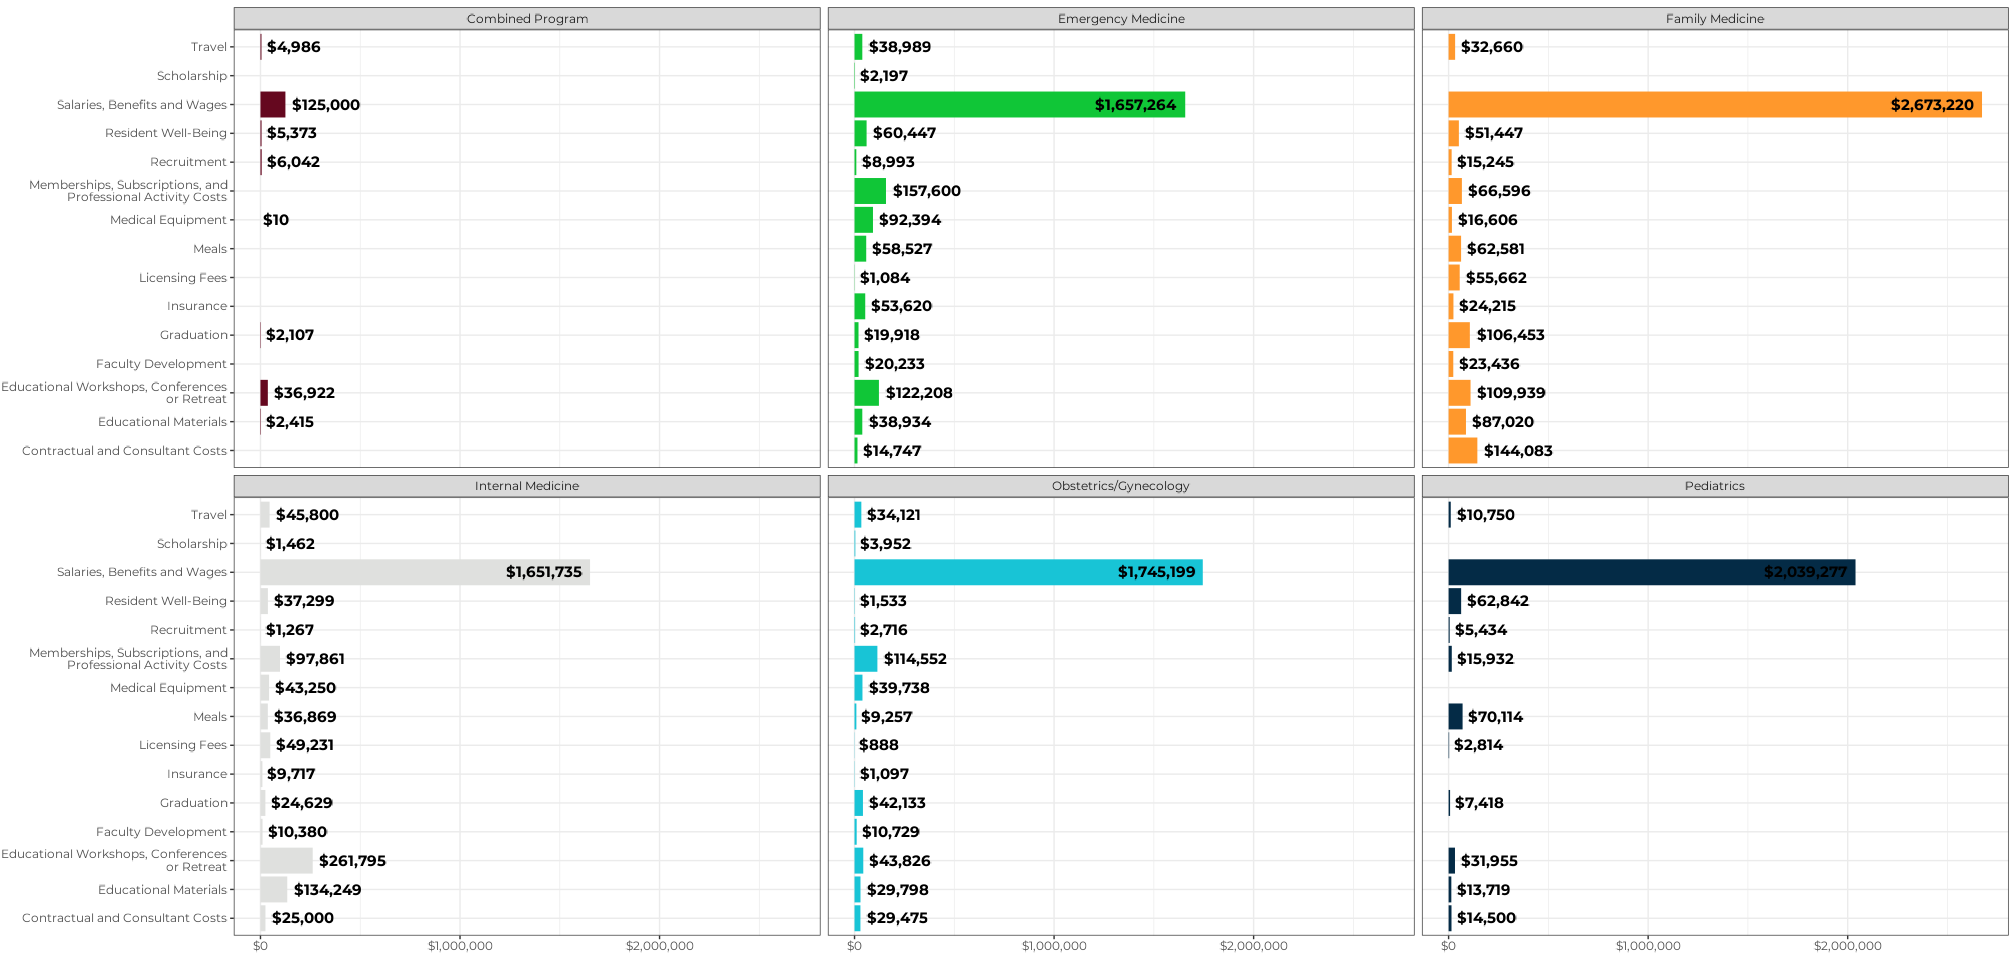 Combined Program Emergency Medicine Family Medicine
Travel $4,986 $38,989 $32,660
Scholarship $2,197
Salaries, Benefits and Wages $125,000 $1,657,264 $2,673,220
Resident Well-Being $5,373 $60,447 $51,447
Recruitment $6,042 $8,993 $15,245
Memberships, Subscriptions, and
Professional Activity Costs $157,600 $66,596
Medical Equipment $10 $92,394 $16,606
Meals $58,527 $62,581
Licensing Fees $1,084 $55,662
Insurance $53,620 $24,215
Graduation $2,107 $19,918 $106,453
Faculty Development $20,233 $23,436
Educational Workshops, Conferences
or Retreat $36,922 $122,208 $109,939
Educational Materials $2,415 $38,934 $87,020
Contractual and Consultant Costs $14,747 $144,083
Internal Medicine Obstetrics/Gynecology Pediatrics
Travel $45,800 $34,121 $10,750
Scholarship $1,462 $3,952
Salaries, Benefits and Wages $1,651,735 $1,745,199 $2,039,277
Resident Well-Being $37,299 $1,533 $62,842
Recruitment $1,267 $2,716 $5,434
Memberships, Subscriptions, and
Professional Activity Costs $97,861 $114,552 $15,932
Medical Equipment $43,250 $39,738
Meals $36,869 $9,257 $70,114
Licensing Fees $49,231 $888 $2,814
Insurance $9,717 $1,097
Graduation $24,629 $42,133 $7,418
Faculty Development $10,380 $10,729
Educational Workshops, Conferences
or Retreat $261,795 $43,826 $31,955
Educational Materials $134,249 $29,798 $13,719
Contractual and Consultant Costs $25,000 $29,475 $14,500
$0 $1,000,000 $2,000,000 $0 $1,000,000 $2,000,000 $0 $1,000,000 $2,000,000